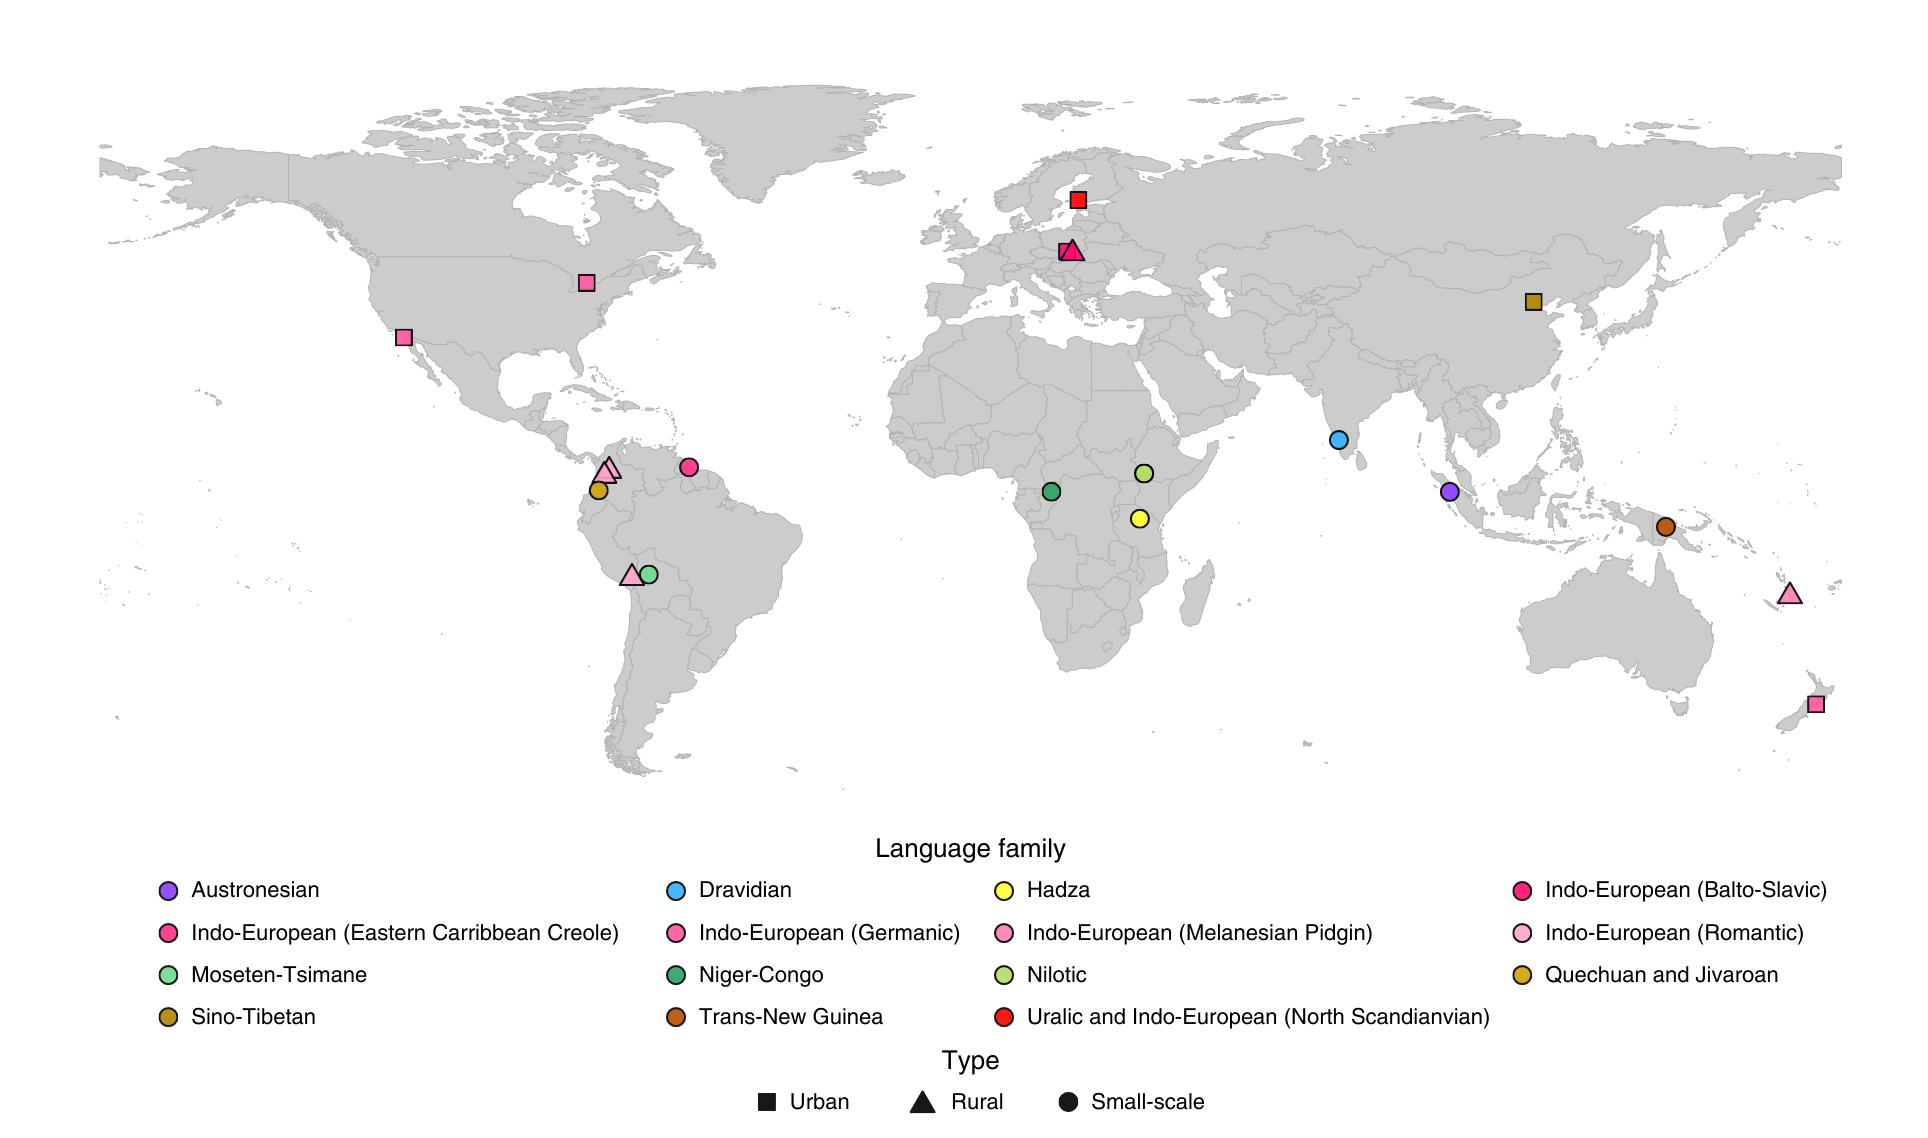 Language family
Austronesian Dravidian Hadza Indo-European (Balto-Slavic)
Indo-European (Eastern Carribbean Creole) Indo-European (Germanic) Indo-European (Melanesian Pidgin) Indo-European (Romantic)
Moseten-Tsimane Niger-Congo Nilotic Quechuan and Jivaroan
Sino-Tibetan Trans-New Guinea Uralic and Indo-European (North Scandianvian)
Type
Urban Rural Small-scale